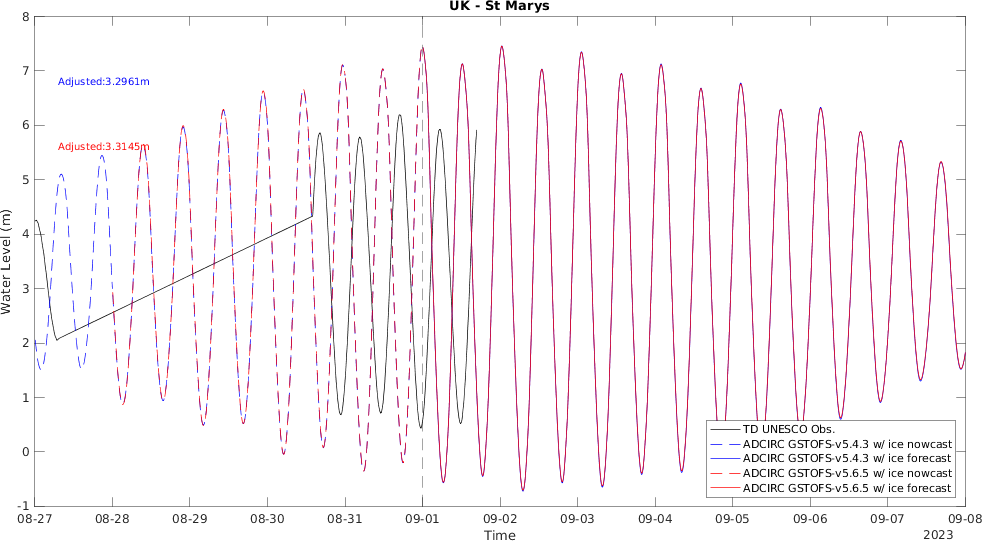 UK - St Marys
8
7
6
5
4
3
2
1
0
-1
Water Level (m)
Adjusted:3.2961m
Adjusted:3.3145m
TD UNESCO Obs.
ADCIRC GSTOFS-v5.4.3 w/ ice nowcast
ADCIRC GSTOFS-v5.4.3 w/ ice forecast
ADCIRC GSTOFS-v5.6.5 w/ ice nowcast
ADCIRC GSTOFS-v5.6.5 w/ ice forecast
08-27 08-28 08-29 08-30 08-31 09-01 09-02 09-03 09-04 09-05 09-06 09-07 09-08
Time
2023